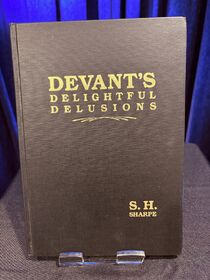 DEVANT'S
DELIGHTFUL
DELUSIONS
S. H.
SHARPE